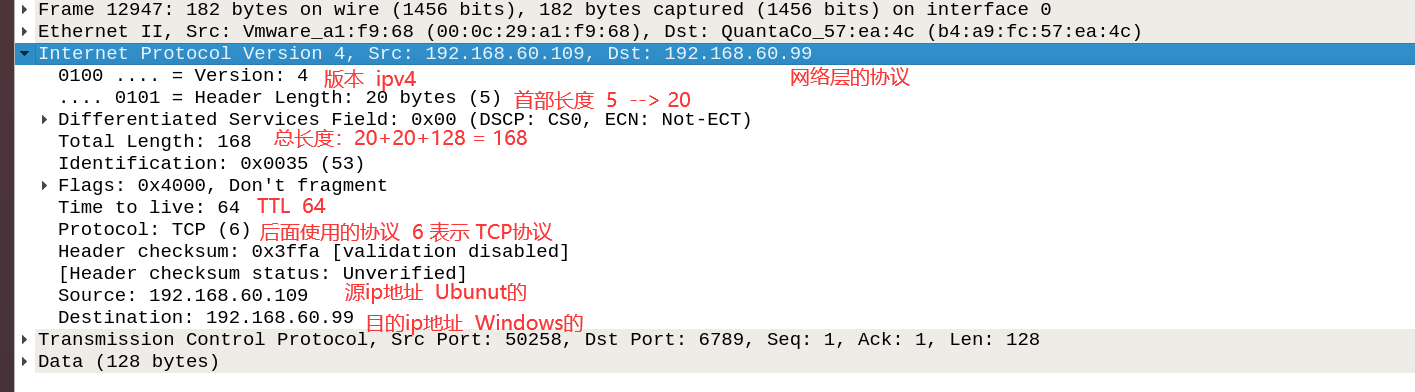 Frame 12947: 182 bytes on wire (1456 bits), 182 bytes captured (1456 bits) on interface 0
Ethernet II, Src: Vmware_a1:f9:68 (00:0c:29:a1:f9:68), Dst: QuantaCo_57:ea:4c (b4:a9:fc:57:ea:4c)
Internet Protocol Version 4, Src: 192.168.60.109, Dst: 192.168.60.99
0100 .... = Version: 4 版本 ipv4 网络层的协议
.... 0101 = Header Length: 20 bytes (5) 首部长度 5 --> 20
Differentiated Services Field: 0x00 (DSCP: CS0, ECN: Not-ECT)
Total Length: 168 总长度：20+20+128 = 168
Identification: 0x0035 (53)
Flags: 0x4000, Don't fragment
Time to live: 64 TTL 64
Protocol: TCP (6) 后面使用的协议 6 表示 TCP协议
Header checksum: 0x3ffa [validation disabled]
[Header checksum status: Unverified]
Source: 192.168.60.109 源ip地址 Ubunut的
Destination: 192.168.60.99 目的ip地址 Windows的
Transmission Control Protocol, Src Port: 50258, Dst Port: 6789, Seq: 1, Ack: 1, Len: 128
Data (128 bytes)